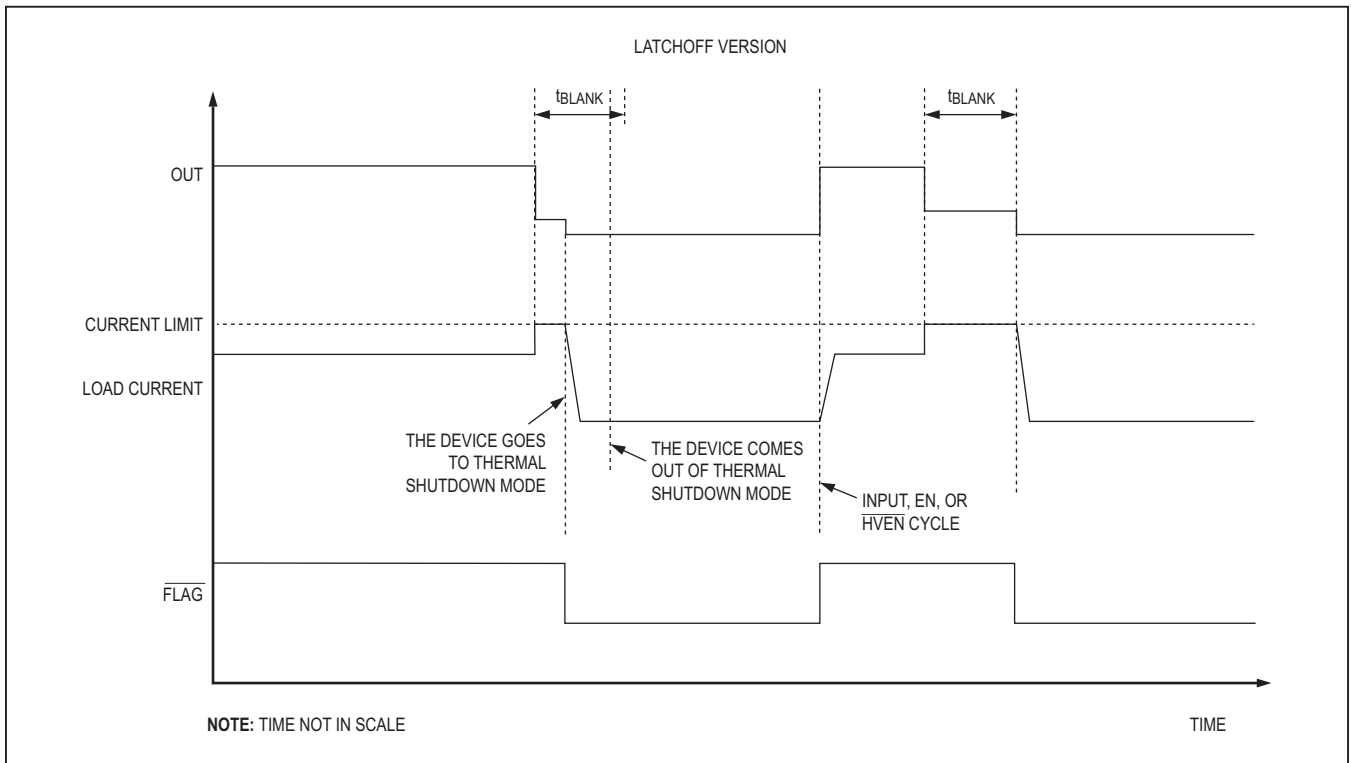 LATCHOFF VERSION
tBLANK
tBLANK
OUT
CURRENT LIMIT
LOAD CURRENT
THE DEVICE GOES
TO THERMAL
SHUTDOWN MODE
THE DEVICE COMES
OUT OF THERMAL
SHUTDOWN MODE
INPUT, EN, OR
HVEN CYCLE
FLAG
NOTE: TIME NOT IN SCALE
TIME